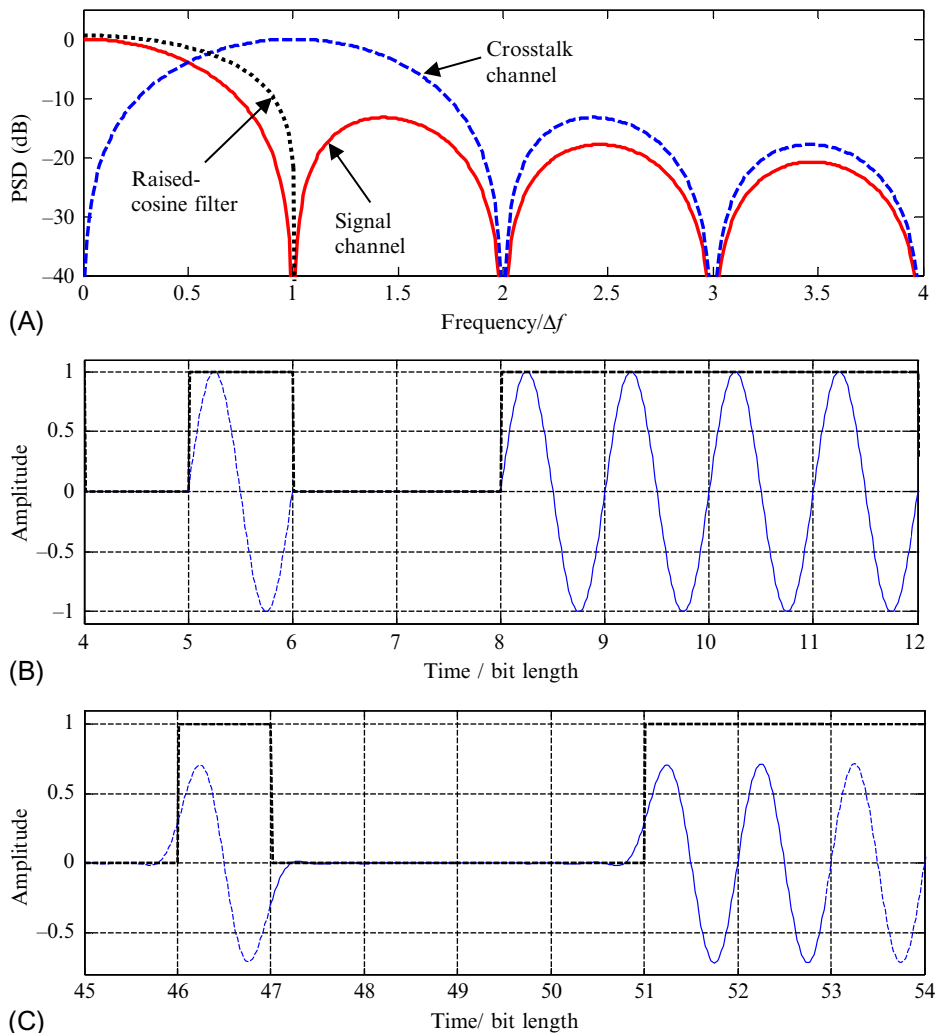 0
−10
−20
−30
−40
PSD (dB)
Crosstalk
channel
Raised-
cosine filter
Signal
channel
0 0.5 1 1.5 2 2.5 3 3.5 4
Frequency/Δf
(A)
1
0.5
0
−0.5
−1
Amplitude
4 5 6 7 8 9 10 11 12
Time / bit length
(B)
1
0.5
0
−0.5
Amplitude
45 46 47 48 49 50 51 52 53 54
Time/ bit length
(C)